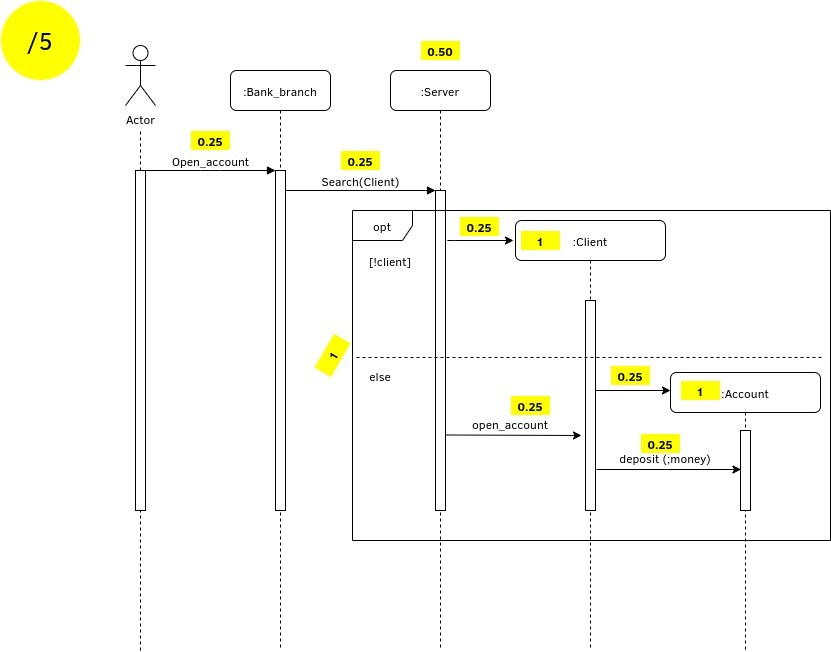 /5
0.50
:Bank_branch
:Server
Actor
0.25
Open_account
0.25
Search(Client)
opt
0.25
1
:Client
[!client]
1
else
0.25
1
:Account
0.25
open_account
0.25
deposit (;money)